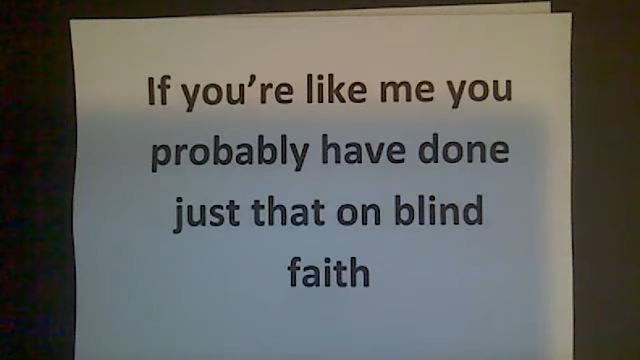 If you’re like me you
probably have done
just that on blind
faith